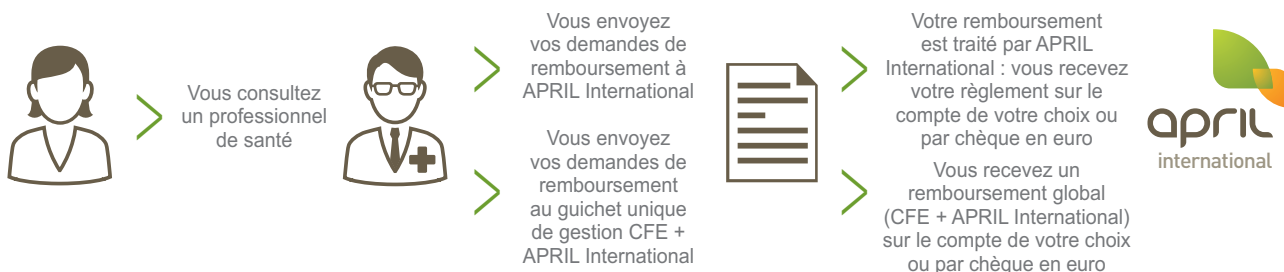 Vous consultez
un professionnel
de santé
Vous envoyez
vos demandes de
remboursement à
APRIL International
Vous envoyez
vos demandes de
remboursement
au guichet unique
de gestion CFE +
APRIL International
Votre remboursement
est traité par APRIL
International : vous recevez
votre règlement sur le
compte de votre choix ou
par chèque en euro
Vous recevez un
remboursement global
(CFE + APRIL International)
sur le compte de votre choix
ou par chèque en euro
april
international